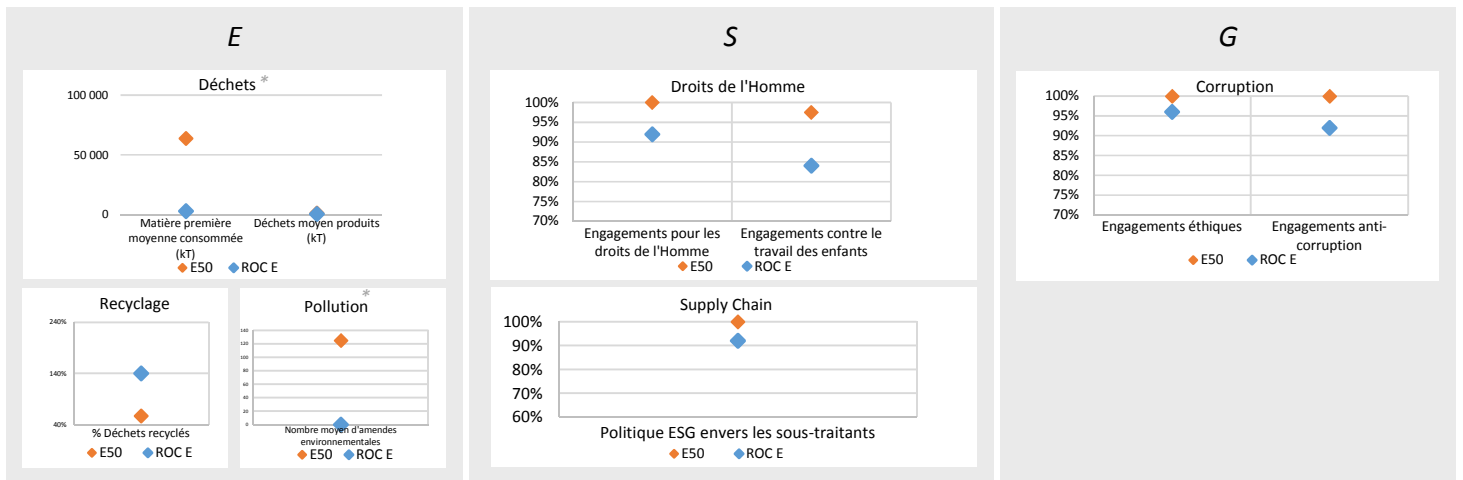 E
Déchets *
100 000
50 000
0
Matière première
moyenne consommée
(kT)
Déchets moyen produits
(kT)
E50 ROC E
Recyclage
240%
140%
40%
% Déchets recyclés
E50 ROC E
Pollution *
140
120
100
80
60
40
20
0
Nombre moyen d'amendes
environnementales
E50 ROC E
S
Droits de l'Homme
100%
95%
90%
85%
80%
75%
70%
Engagements pour les
droits de l'Homme
Engagements contre le
travail des enfants
E50 ROC E
Supply Chain
100%
90%
80%
70%
60%
Politique ESG envers les sous-traitants
E50 ROC E
G
Corruption
100%
95%
90%
85%
80%
75%
70%
Engagements éthiques
Engagements anti-
corruption
E50 ROC E